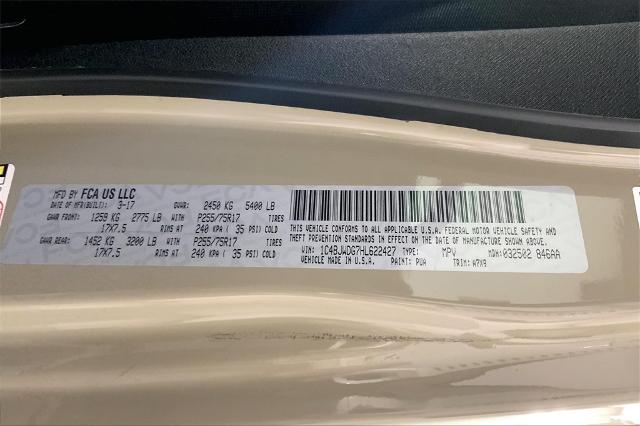 MFD BY FCA US LLC
DATE OF MFR(BUILT): 3-17 GVWR: 2450 KG 5400 LB
GAWR FRONT: 1259 KG 2775 LB WITH P255/75R17 TIRES
17X7.5 RIMS AT 240 KPA ( 35 PSI) COLD
GAWR REAR: 1452 KG 3200 LB WITH P255/75R17 TIRES
17X7.5 RIMS AT 240 KPA ( 35 PSI) COLD
THIS VEHICLE CONFORMS TO ALL APPLICABLE U.S.A. FEDERAL MOTOR VEHICLE SAFETY AND
THEFT PREVENTION STANDARDS IN EFFECT ON THE DATE OF MANUFACTURE SHOWN ABOVE.
VIN: 1C4BJWDG7HL622427 TYPE: MPV MDH: 032502 846AA
VEHICLE MADE IN U.S.A. PAINT: PUA TRIM: A7X9